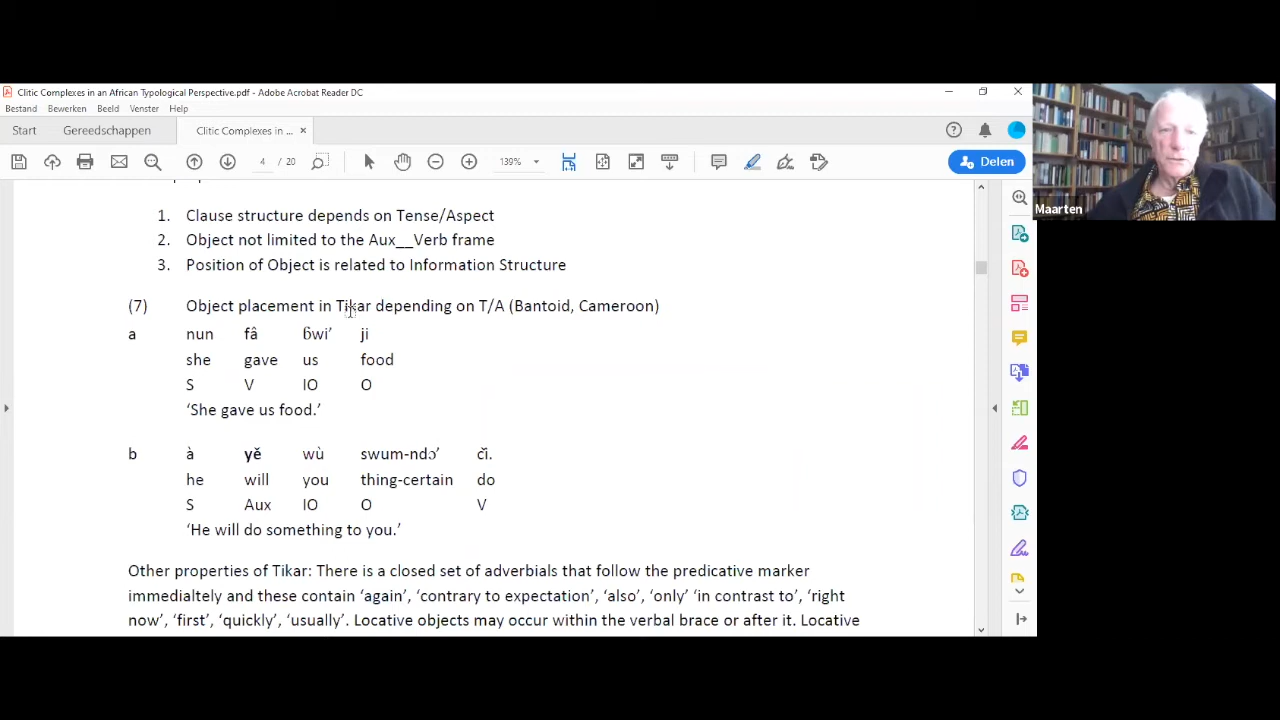 Clitic Complexes in an African Typological Perspective.pdf - Adobe Acrobat Reader DC
Bestand Bewerken Beeld Venster Help
Start Gereedschappen Clitic Complexes in ... ×
4 / 20 139% Delen
Maarten
1. Clause structure depends on Tense/Aspect
2. Object not limited to the Aux__Verb frame
3. Position of Object is related to Information Structure
(7) Object placement in Tikar depending on T/A (Bantoid, Cameroon)
a nun fâ ɓwi’ ji
she gave us food
S V IO O
‘She gave us food.’
b à yě wù swum-ndɔ’ cǐ.
he will you thing-certain do
S Aux IO O V
‘He will do something to you.’
Other properties of Tikar: There is a closed set of adverbials that follow the predicative marker
immedialtely and these contain ‘again’, ‘contrary to expectation’, ‘also’, ‘only’ ‘in contrast to’, ‘right
now’, ‘first’, ‘quickly’, ‘usually’. Locative objects may occur within the verbal brace or after it. Locative